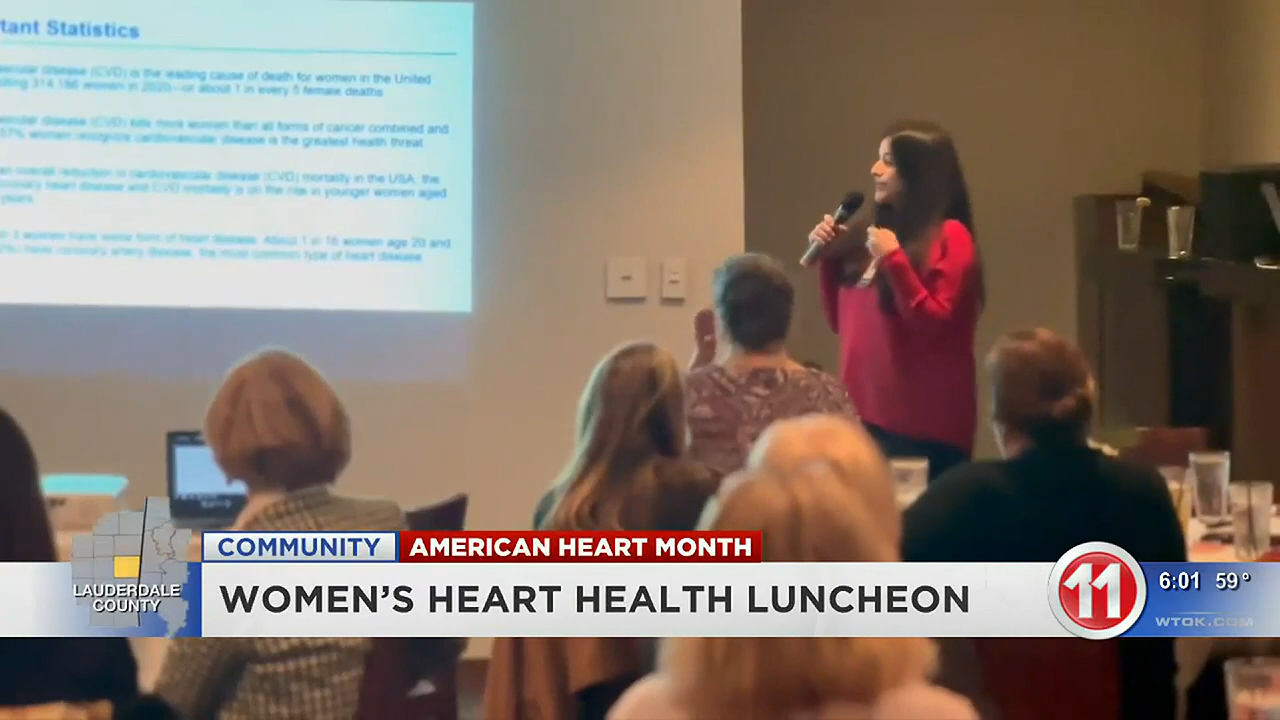 tant Statistics
disease (CVD) is the leading cause of death for women in the United
314,186 women in 2020—or about 1 in every 5 female deaths
disease (CVD) kills more women than all forms of cancer combined and
57% women recognize cardiovascular disease is the greatest health threat
an overall reduction in cardiovascular disease (CVD) mortality in the USA, the
heart disease and CVD mortality is on the rise in younger women aged
years
women have some form of heart disease. About 1 in 16 women age 20 and
have coronary artery disease, the most common type of heart disease
COMMUNITY
AMERICAN HEART MONTH
LAUDERDALE
COUNTY
WOMEN'S HEART HEALTH LUNCHEON
11
6:01 59°
WTOK.COM